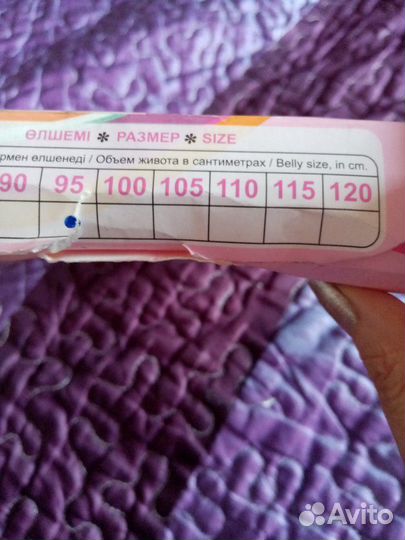 ӨЛШЕМІ * РАЗМЕР * SIZE
өлшенеді / Объем живота в сантиметрах / Belly size, in cm.
90 95 100 105 110 115 120
Avito